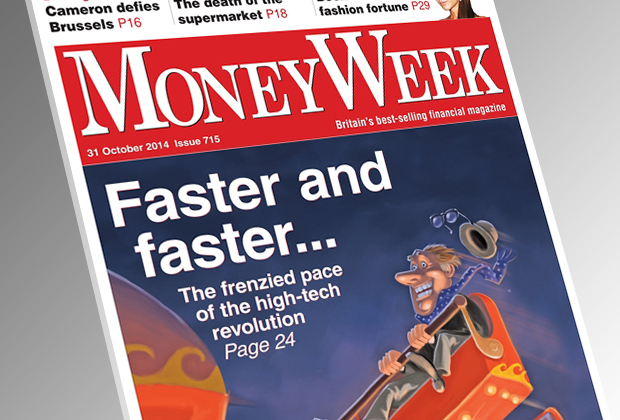 Cameron defies
Brussels P16
The death of the
supermarket P18
fashion fortune P29
MONEYWEEK
Britain's best-selling financial magazine
31 October 2014 Issue 715
Faster and
faster...
The frenzied pace
of the high-tech
revolution
Page 24